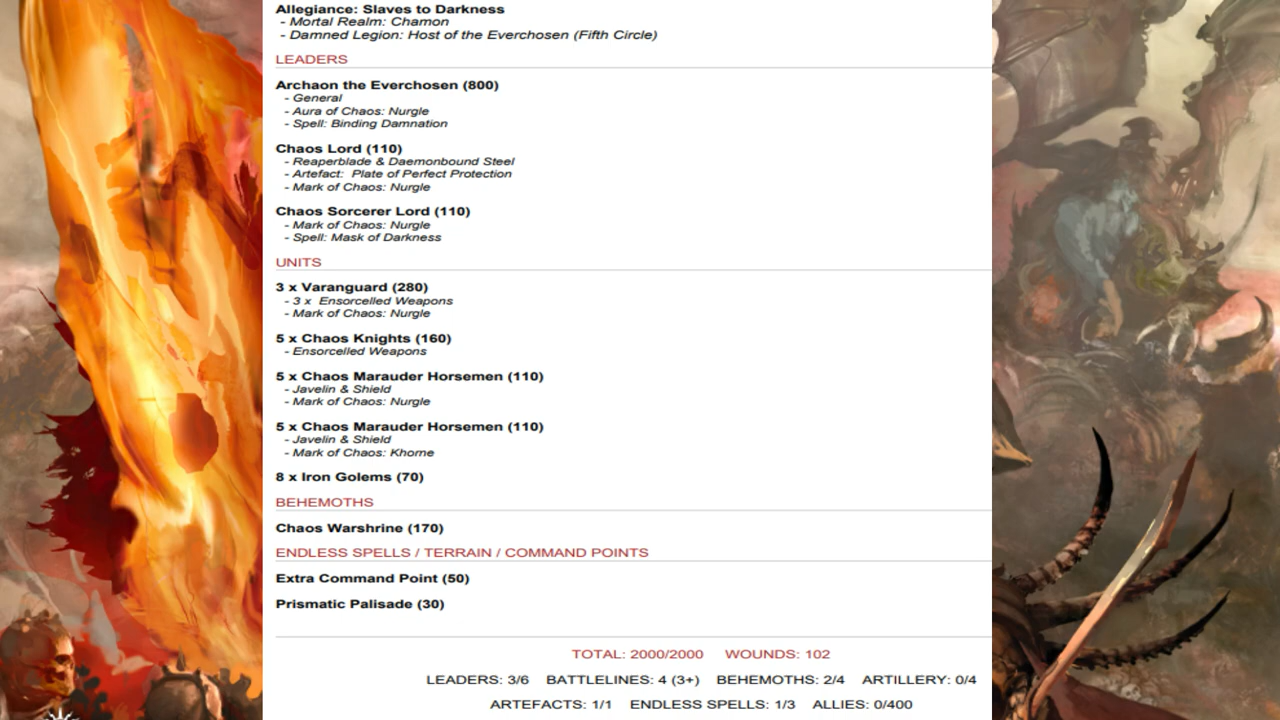 Allegiance: Slaves to Darkness
- Mortal Realm: Chamon
- Damned Legion: Host of the Everchosen (Fifth Circle)
LEADERS
Archaon the Everchosen (800)
- General
- Aura of Chaos: Nurgle
- Spell: Binding Damnation
Chaos Lord (110)
- Reaperblade & Daemonbound Steel
- Artefact: Plate of Perfect Protection
- Mark of Chaos: Nurgle
Chaos Sorcerer Lord (110)
- Mark of Chaos: Nurgle
- Spell: Mask of Darkness
UNITS
3 x Varanguard (280)
- 3 x Ensorcelled Weapons
- Mark of Chaos: Nurgle
5 x Chaos Knights (160)
- Ensorcelled Weapons
5 x Chaos Marauder Horsemen (110)
- Javelin & Shield
- Mark of Chaos: Nurgle
5 x Chaos Marauder Horsemen (110)
- Javelin & Shield
- Mark of Chaos: Khorne
8 x Iron Golems (70)
BEHEMOTHS
Chaos Warshrine (170)
ENDLESS SPELLS / TERRAIN / COMMAND POINTS
Extra Command Point (50)
Prismatic Palisade (30)
TOTAL: 2000/2000 WOUNDS: 102
LEADERS: 3/6 BATTLELINES: 4 (3+) BEHEMOTHS: 2/4 ARTILLERY: 0/4
ARTEFACTS: 1/1 ENDLESS SPELLS: 1/3 ALLIES: 0/400